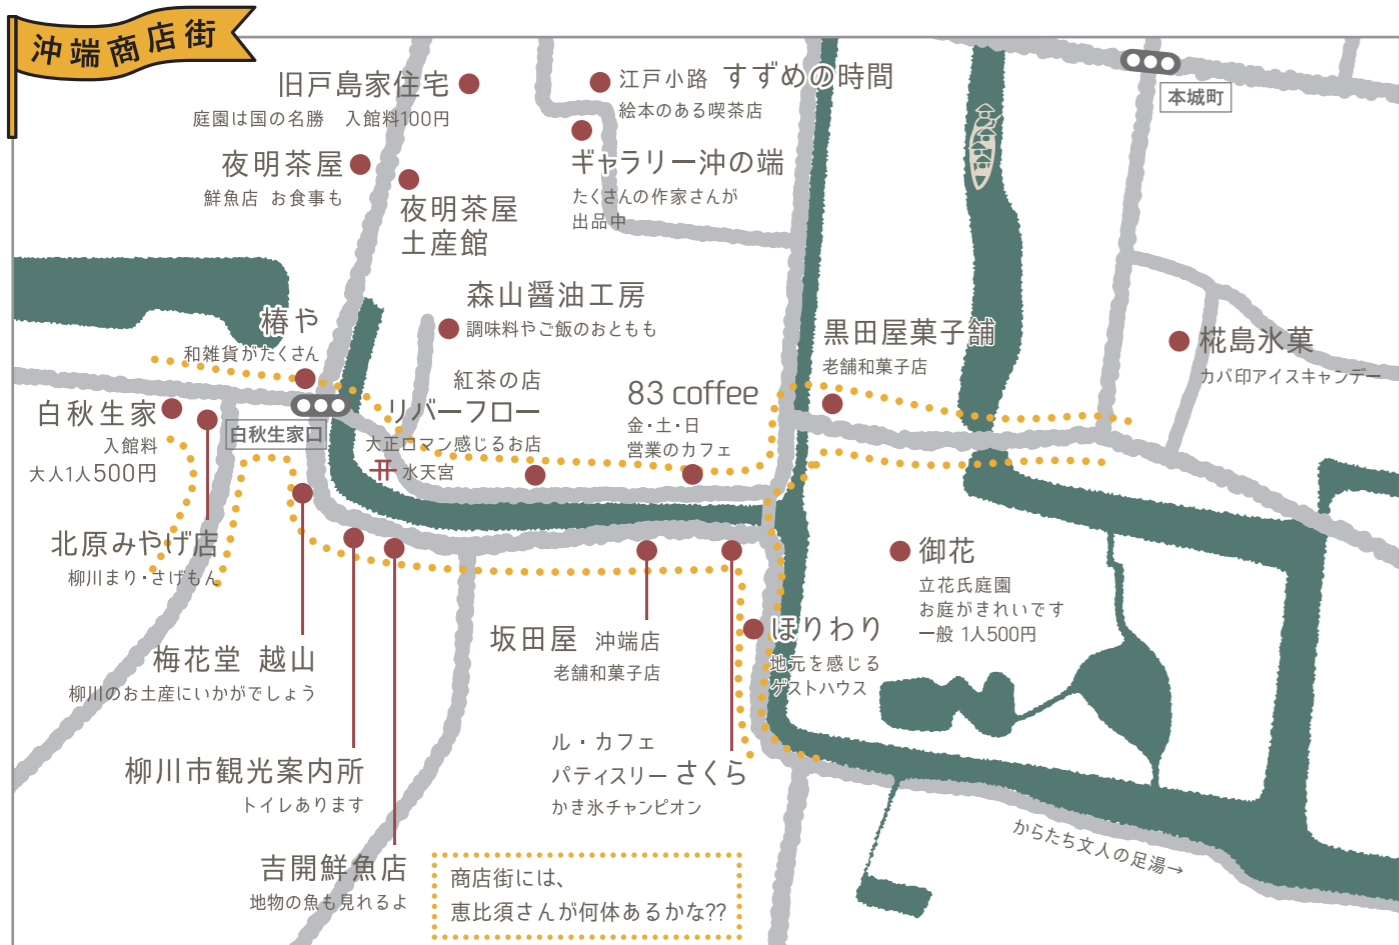 沖端商店街
旧戸島家住宅
庭園は国の名勝　入館料100円
江戸小路 すずめの時間
絵本のある喫茶店
本城町
夜明茶屋
鮮魚店 お食事も
ギャラリー沖の端
たくさんの作家さんが
出品中
夜明茶屋
土産館
森山醤油工房
調味料やご飯のおともも
椿や
和雑貨がたくさん
黒田屋菓子舗
老舗和菓子店
椛島氷菓
カバ印アイスキャンデー
紅茶の店
リバーフロー
大正ロマン感じるお店
83 coffee
金・土・日
営業のカフェ
白秋生家
入館料
大人1人500円
白秋生家口
水天宮
北原みやげ店
柳川まり・さげもん
御花
立花氏庭園
お庭がきれいです
一般 1人500円
梅花堂 越山
柳川のお土産にいかがでしょう
坂田屋 沖端店
老舗和菓子店
ほりわり
地元を感じる
ゲストハウス
柳川市観光案内所
トイレあります
ル・カフェ
パティスリー さくら
かき氷チャンピオン
吉開鮮魚店
地物の魚も見れるよ
からたち文人の足湯→
商店街には、
恵比須さんが何体あるかな??